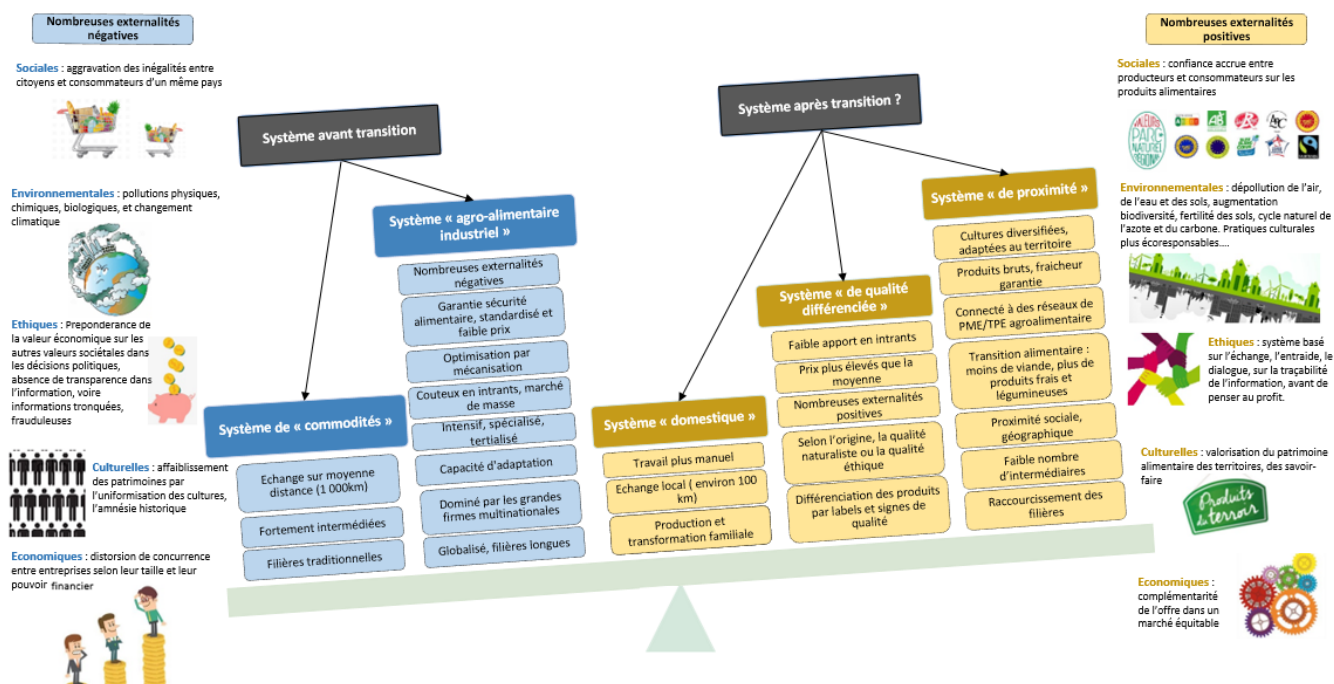 Nombreuses externalités
négatives
Sociales : aggravation des inégalités entre
citoyens et consommateurs d'un même pays
Environnementales : pollutions physiques,
chimiques, biologiques, et changement
climatique
Ethiques : Preponderance de
la valeur économique sur les
autres valeurs sociétales dans
les décisions politiques,
absence de transparence dans
l'information, voire
informations tronquées,
frauduleuses
Culturelles : affaiblissement
des patrimoines par
l'uniformisation des cultures,
l'amnésie historique
Economiques : distorsion de concurrence
entre entreprises selon leur taille et leur
pouvoir financier
Système avant transition
Système de « commodités »
Echange sur moyenne
distance (1 000km)
Fortement intermédiées
Filières traditionnelles
Système « agro-alimentaire
industriel »
Nombreuses externalités
négatives
Garantie sécurité
alimentaire, standardisé et
faible prix
Optimisation par
mécanisation
Couteux en intrants, marché
de masse
Intensif, spécialisé,
tertialisé
Capacité d'adaptation
Dominé par les grandes
firmes multinationales
Globalisé, filières longues
Système après transition ?
Système « domestique »
Travail plus manuel
Echange local ( environ 100
km)
Production et
transformation familiale
Système « de qualité
différenciée »
Faible apport en intrants
Prix plus élevés que la
moyenne
Nombreuses externalités
positives
Selon l'origine, la qualité
naturaliste ou la qualité
éthique
Différenciation des produits
par labels et signes de
qualité
Système « de proximité »
Cultures diversifiées,
adaptées au territoire
Produits bruts, fraicheur
garantie
Connecté à des réseaux de
PME/TPE agroalimentaire
Transition alimentaire :
moins de viande, plus de
produits frais et
légumineuses
Proximité sociale,
géographique
Faible nombre
d'intermédiaires
Raccourcissement des
filières
Nombreuses externalités
positives
Sociales : confiance accrue entre
producteurs et consommateurs sur les
produits alimentaires
VALEURS
PARC
NATUREL
RÉGIONAL
AB
Environnementales : dépollution de l'air,
de l'eau et des sols, augmentation
biodiversité, fertilité des sols, cycle naturel de
l'azote et du carbone. Pratiques culturales
plus écoresponsables....
Ethiques : système basé
sur l'échange, l'entraide, le
dialogue, sur la traçabilité
de l'information, avant de
penser au profit.
Culturelles : valorisation du patrimoine
alimentaire des territoires, des savoir-
faire
Produits
du terroir
Economiques :
complémentarité
de l'offre dans un
marché équitable